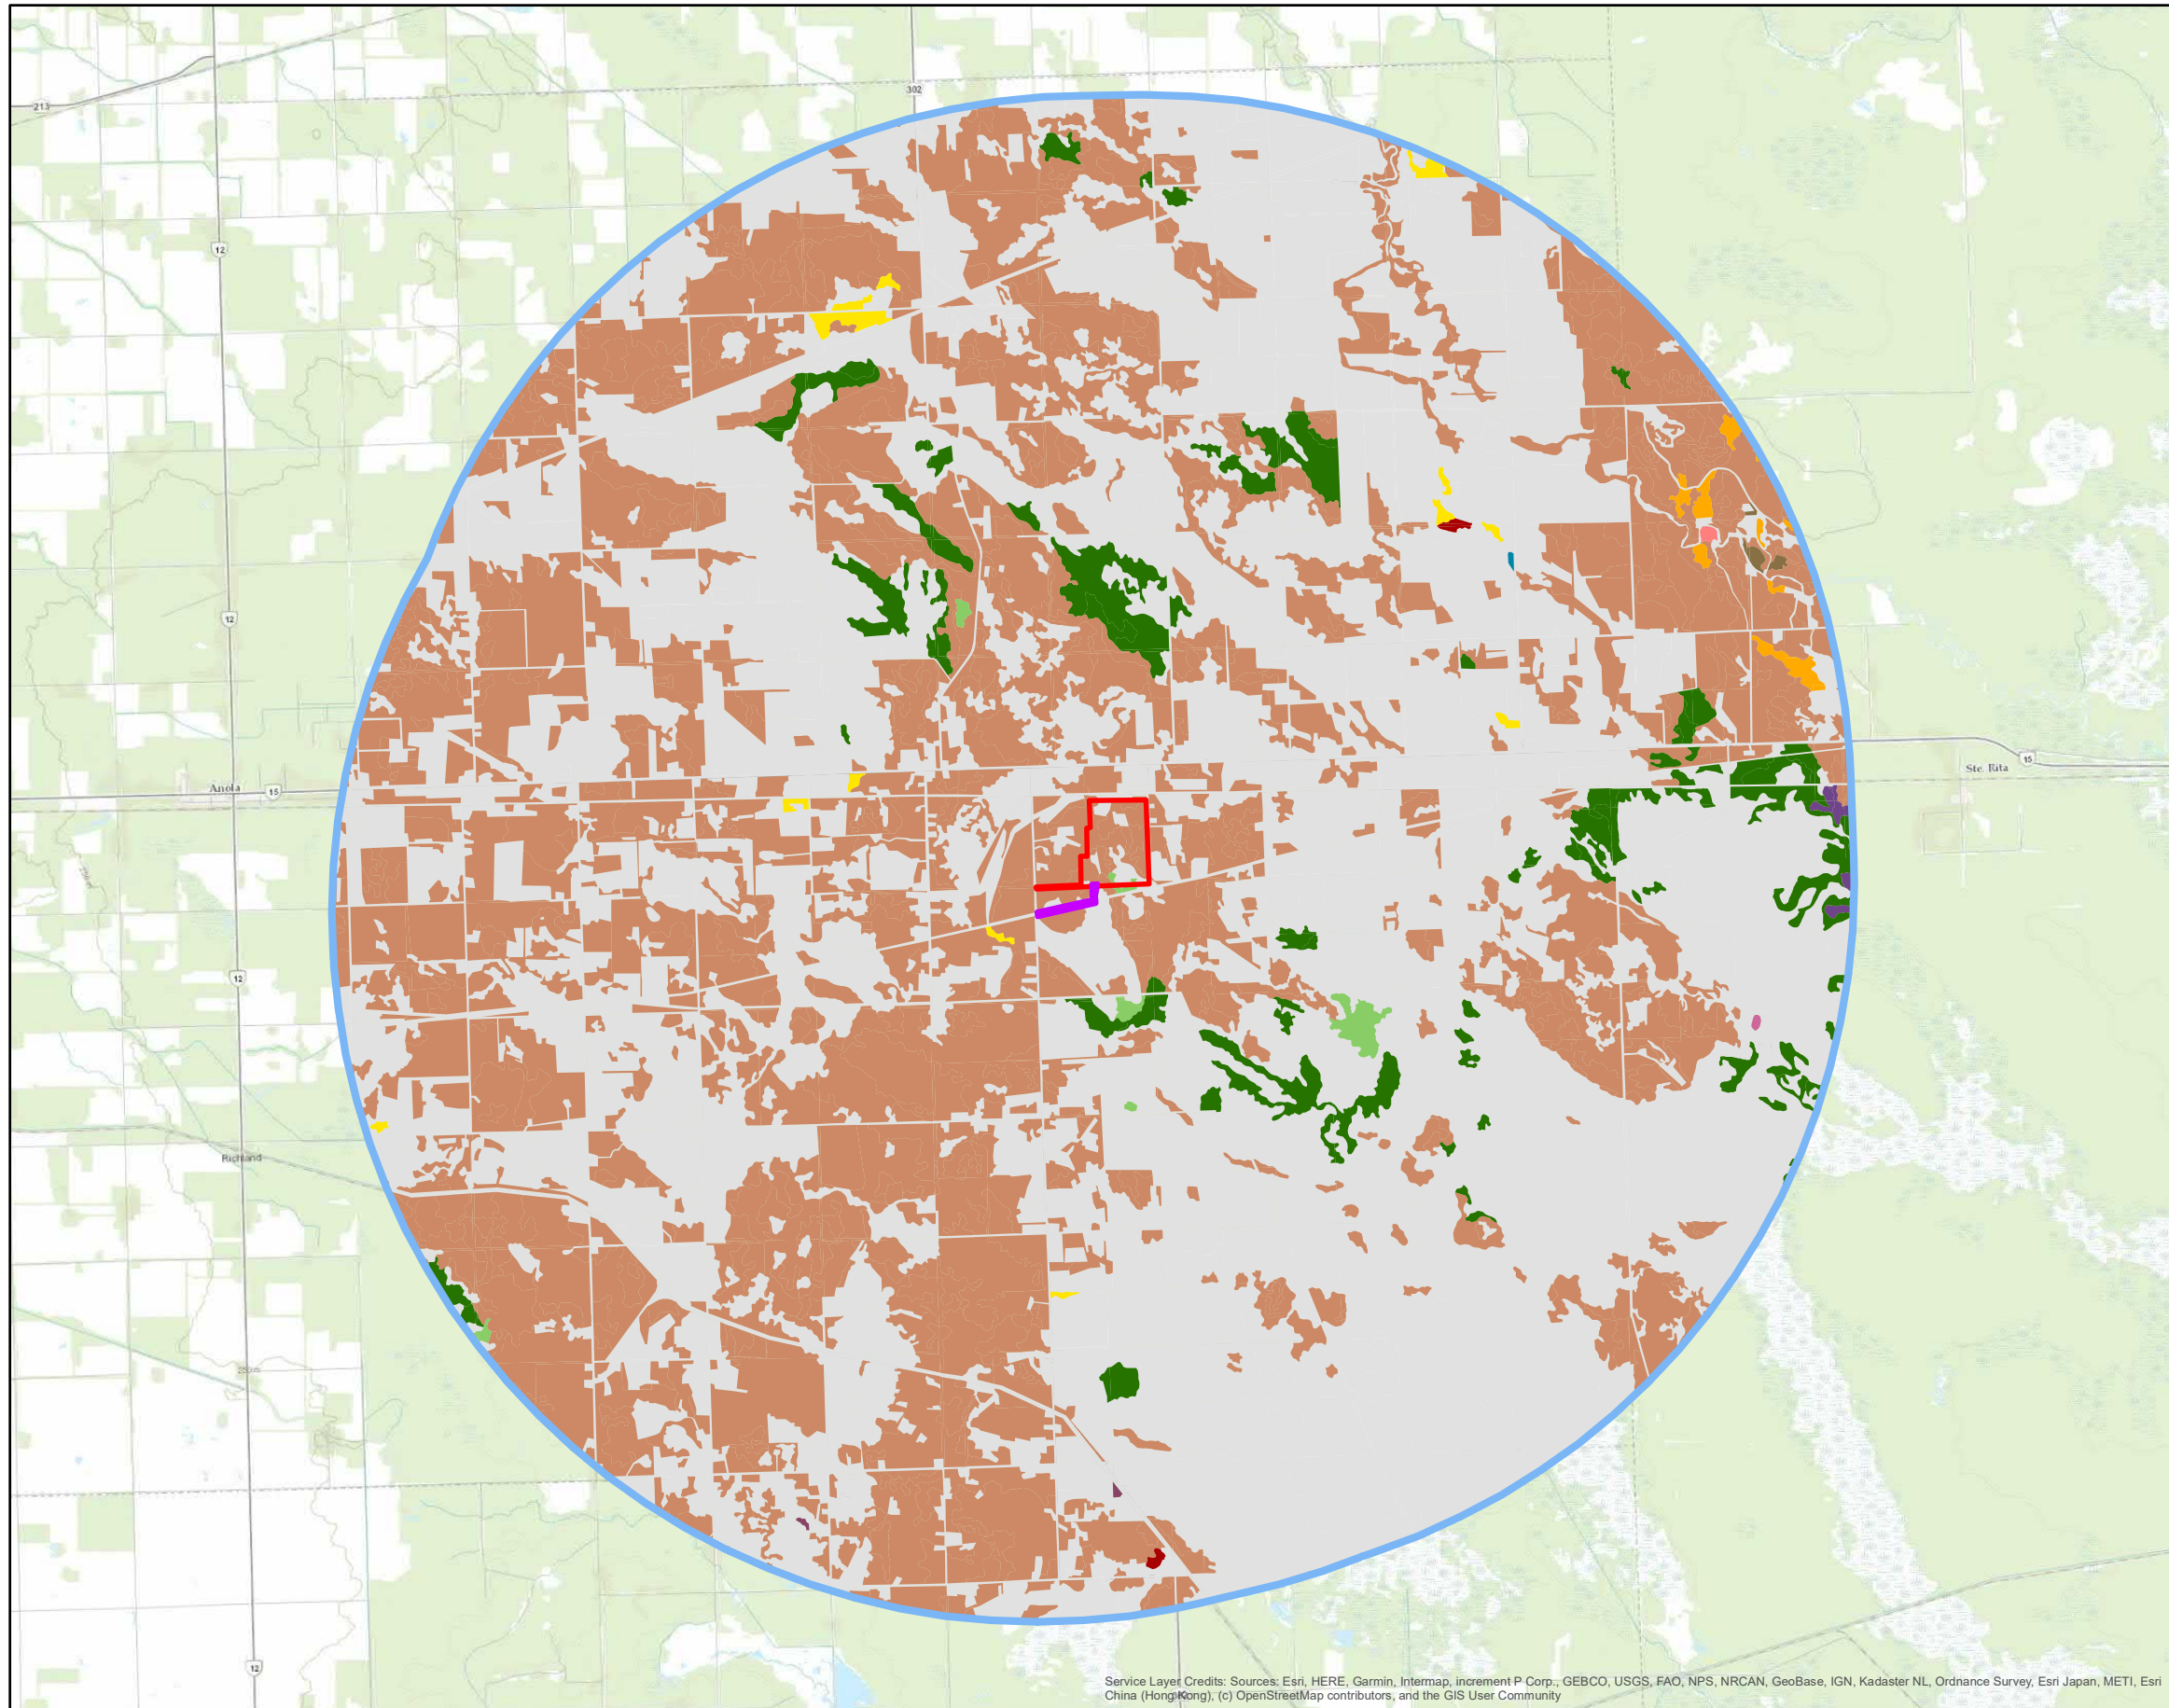 302
213
12
12
Anola
15
15
Ste. Rita
12
Richland
12
Service Layer Credits: Sources: Esri, HERE, Garmin, Intermap, increment P Corp., GEBCO, USGS, FAO, NPS, NRCAN, GeoBase, IGN, Kadaster NL, Ordnance Survey, Esri Japan, METI, Esri
China (Hong Kong), (c) OpenStreetMap contributors, and the GIS User Community